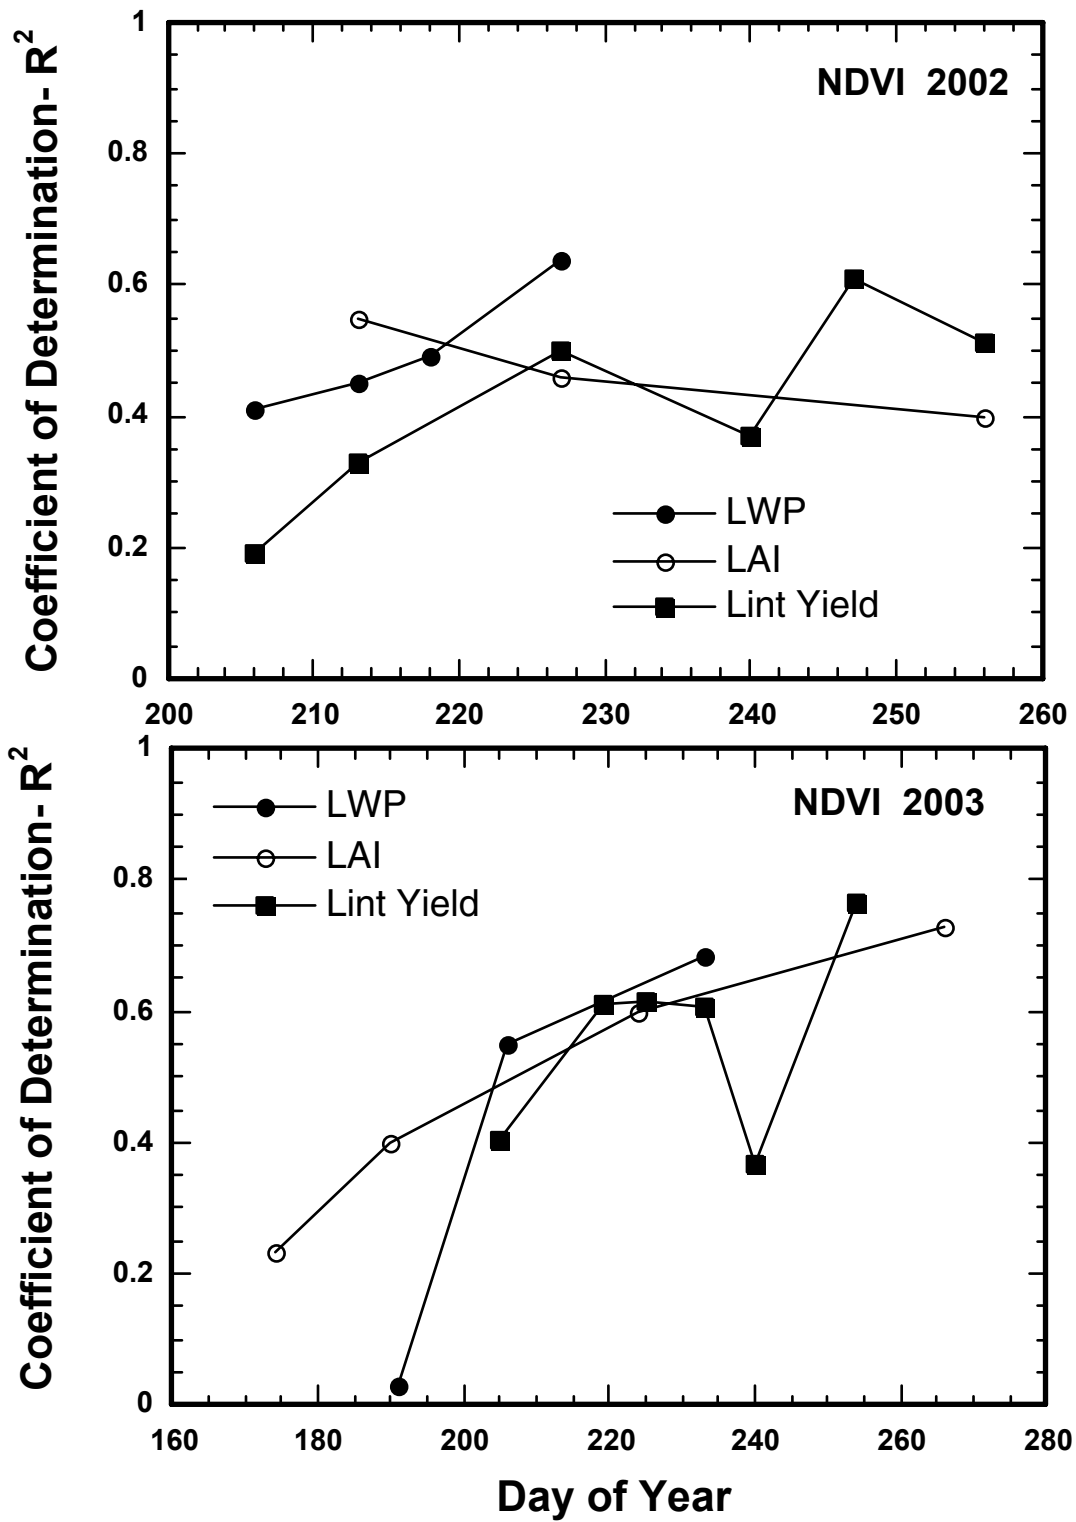 Coefficient of Determination- R²
1
0.8
0.6
0.4
0.2
0
NDVI 2002
LWP
LAI
Lint Yield
200 210 220 230 240 250 260
Coefficient of Determination- R²
1
0.8
0.6
0.4
0.2
0
LWP
LAI
Lint Yield
NDVI 2003
160 180 200 220 240 260 280
Day of Year